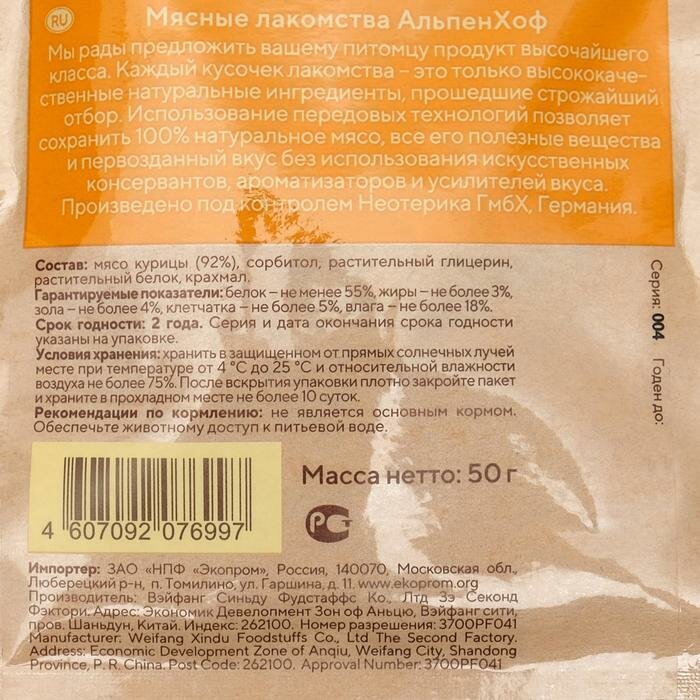 RU
Мясные лакомства АльпенХоф
Мы рады предложить вашему питомцу продукт высочайшего
класса. Каждый кусочек лакомства – это только высококаче-
ственные натуральные ингредиенты, прошедшие строжайший
отбор. Использование передовых технологий позволяет
сохранить 100% натуральное мясо, все его полезные вещества
и первозданный вкус без использования искусственных
консервантов, ароматизаторов и усилителей вкуса.
Произведено под контролем Неотерика ГмбХ, Германия.
Состав: мясо курицы (92%), сорбитол, растительный глицерин,
растительный белок, крахмал.
Гарантируемые показатели: белок – не менее 55%, жиры – не более 3%,
зола – не более 4%, клетчатка – не более 5%, влага – не более 18%.
Срок годности: 2 года. Серия и дата окончания срока годности
указаны на упаковке.
Условия хранения: хранить в защищенном от прямых солнечных лучей
месте при температуре от 4 °C до 25 °C и относительной влажности
воздуха не более 75%. После вскрытия упаковки плотно закройте пакет
и храните в прохладном месте не более 10 суток.
Рекомендации по кормлению: не является основным кормом.
Обеспечьте животному доступ к питьевой воде.
Серия: 004 Годен до:
Масса нетто: 50 г
4 607092 076997
РСТ
Импортер: ЗАО «НПФ «Экопром», Россия, 140070, Московская обл.,
Люберецкий р-н, п. Томилино, ул. Гаршина, д. 11. www.ekoprom.org
Производитель: Вэйфанг Синьду Фудстаффс Ко., Лтд Зэ Секонд
Фэктори. Адрес: Экономик Девелопмент Зон оф Аньцю, Вэйфанг сити,
пров. Шаньдун, Китай. Индекс: 262100. Номер разрешения: 3700PF041
Manufacturer: Weifang Xindu Foodstuffs Co., Ltd The Second Factory.
Address: Economic Development Zone of Anqiu, Weifang City, Shandong
Province, P. R. China. Post Code: 262100. Approval Number: 3700PF041